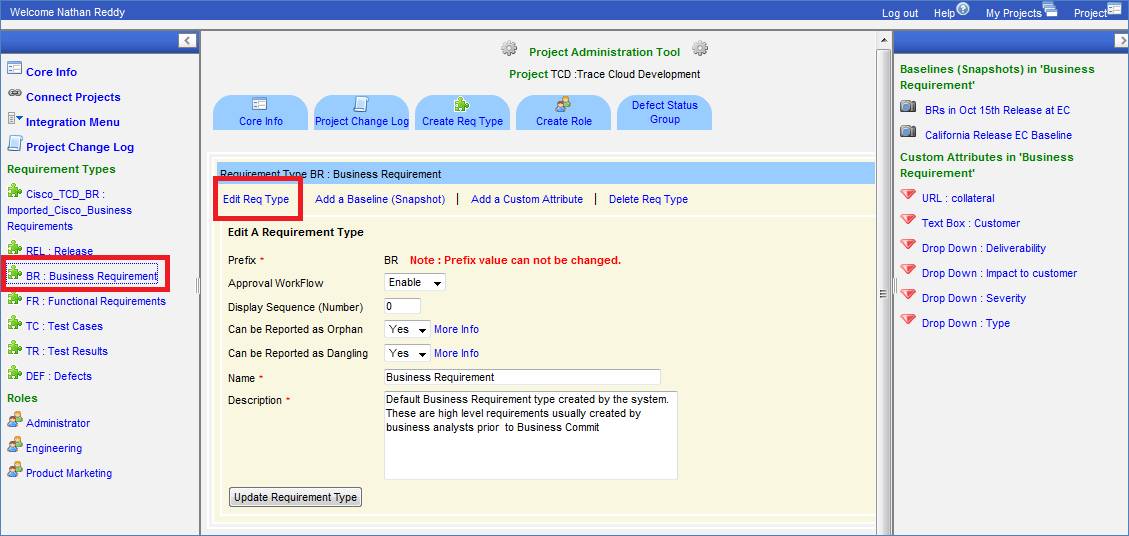 Welcome Nathan Reddy
Log out Help My Projects Project
Core Info
Connect Projects
Integration Menu
Project Change Log
Requirement Types
Cisco_TCD_BR :
Imported_Cisco_Business
Requirements
REL : Release
BR : Business Requirement
FR : Functional Requirements
TC : Test Cases
TR : Test Results
DEF : Defects
Roles
Administrator
Engineering
Product Marketing
Project Administration Tool
Project TCD :Trace Cloud Development
Core Info
Project Change Log
Create Req Type
Create Role
Defect Status
Group
Requirement Type BR : Business Requirement
Edit Req Type Add a Baseline (Snapshot) | Add a Custom Attribute | Delete Req Type
Edit A Requirement Type
Prefix * BR Note : Prefix value can not be changed.
Approval WorkFlow Enable
Display Sequence (Number) 0
Can be Reported as Orphan Yes More Info
Can be Reported as Dangling Yes More Info
Name * Business Requirement
Description * Default Business Requirement type created by the system.
These are high level requirements usually created by
business analysts prior to Business Commit
Update Requirement Type
Baselines (Snapshots) in 'Business
Requirement'
BRs in Oct 15th Release at EC
California Release EC Baseline
Custom Attributes in 'Business
Requirement'
URL : collateral
Text Box : Customer
Drop Down : Deliverability
Drop Down : Impact to customer
Drop Down : Severity
Drop Down : Type